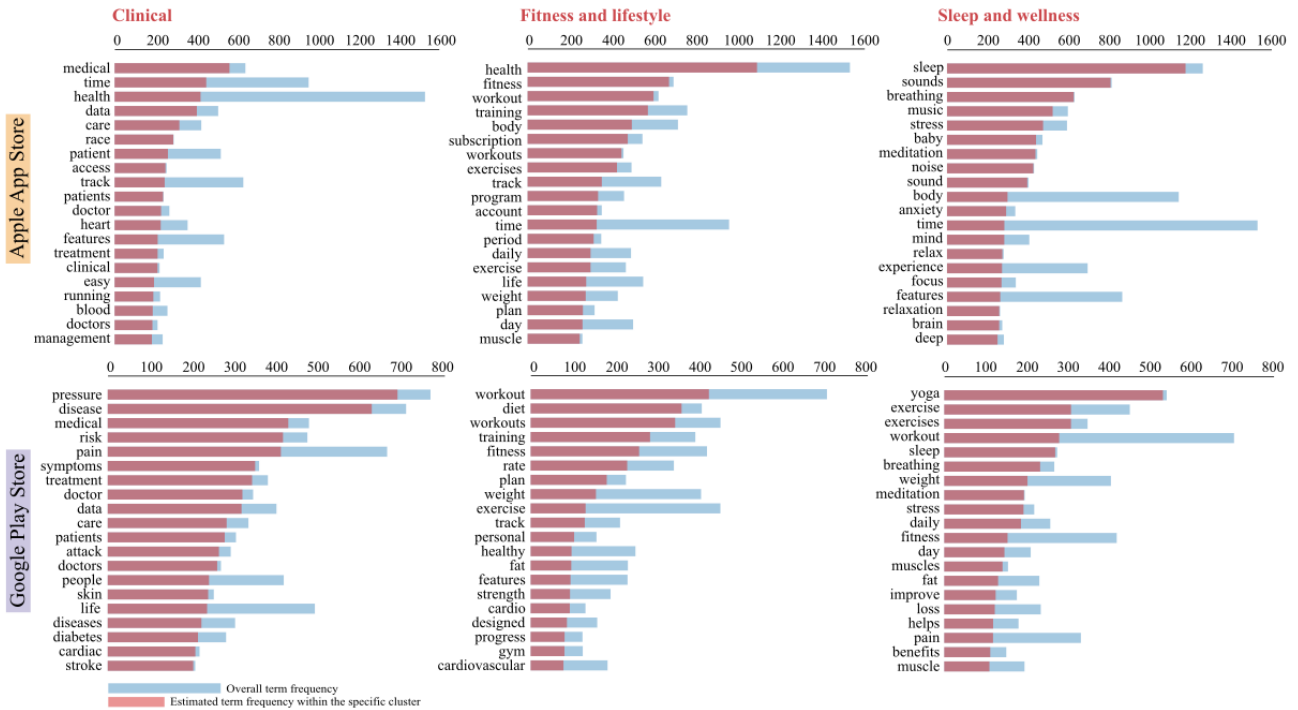 Clinical
Fitness and lifestyle
Sleep and wellness
Apple App Store
0 200 400 600 800 1000 1200 1400 1600
medical
time
health
data
care
race
patient
access
track
patients
doctor
heart
features
treatment
clinical
easy
running
blood
doctors
management
0 200 400 600 800 1000 1200 1400 1600
health
fitness
workout
training
body
subscription
workouts
exercises
track
program
account
time
period
daily
exercise
life
weight
plan
day
muscle
0 200 400 600 800 1000 1200 1400 1600
sleep
sounds
breathing
music
stress
baby
meditation
noise
sound
body
anxiety
time
mind
relax
experience
focus
features
relaxation
brain
deep
Google Play Store
0 100 200 300 400 500 600 700 800
pressure
disease
medical
risk
pain
symptoms
treatment
doctor
data
care
patients
attack
doctors
people
skin
life
diseases
diabetes
cardiac
stroke
0 100 200 300 400 500 600 700 800
workout
diet
workouts
training
fitness
rate
plan
weight
exercise
track
personal
healthy
fat
features
strength
cardio
designed
progress
gym
cardiovascular
0 100 200 300 400 500 600 700 800
yoga
exercise
exercises
workout
sleep
breathing
weight
meditation
stress
daily
fitness
day
muscles
fat
improve
loss
helps
pain
benefits
muscle
Overall term frequency
Estimated term frequency within the specific cluster